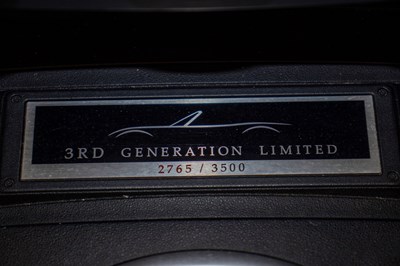 3RD GENERATION LIMITED
2765 / 3500